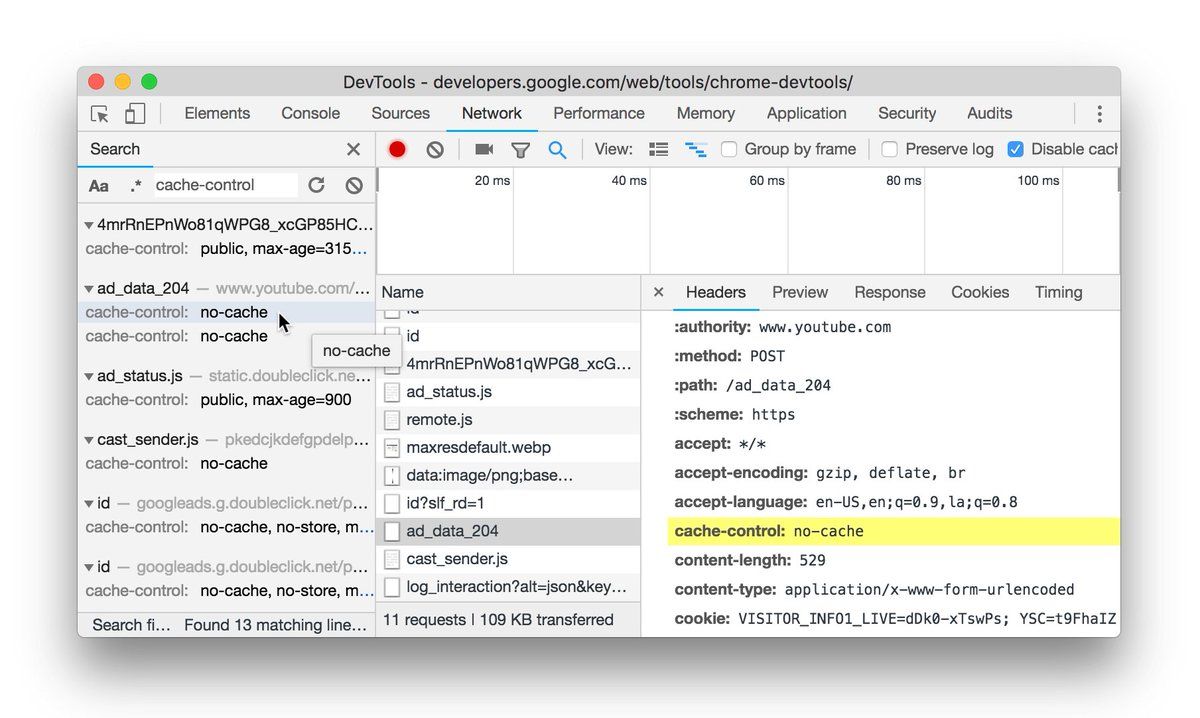 DevTools - developers.google.com/web/tools/chrome-devtools/
Elements Console Sources Network Performance Memory Application Security Audits
Search
View: Group by frame Preserve log Disable cach
Aa .* cache-control
20 ms 40 ms 60 ms 80 ms 100 ms
4mrRnEPnWo81qWPG8_xcGP85HC…
cache-control: public, max-age=315…
ad_data_204 — www.youtube.com/…
cache-control: no-cache
cache-control: no-cache
no-cache
ad_status.js — static.doubleclick.ne…
cache-control: public, max-age=900
cast_sender.js — pkedcjkdefgpdelp…
cache-control: no-cache
id — googleads.g.doubleclick.net/p…
cache-control: no-cache, no-store, m…
id — googleads.g.doubleclick.net/p…
cache-control: no-cache, no-store, m…
Search fi… Found 13 matching line…
Name
id
4mrRnEPnWo81qWPG8_xcG…
ad_status.js
remote.js
maxresdefault.webp
data:image/png;base…
id?slf_rd=1
ad_data_204
cast_sender.js
log_interaction?alt=json&key…
11 requests | 109 KB transferred
Headers Preview Response Cookies Timing
:authority: www.youtube.com
:method: POST
:path: /ad_data_204
:scheme: https
accept: */*
accept-encoding: gzip, deflate, br
accept-language: en-US,en;q=0.9,la;q=0.8
cache-control: no-cache
content-length: 529
content-type: application/x-www-form-urlencoded
cookie: VISITOR_INFO1_LIVE=dDk0-xTswPs; YSC=t9FhaIZ